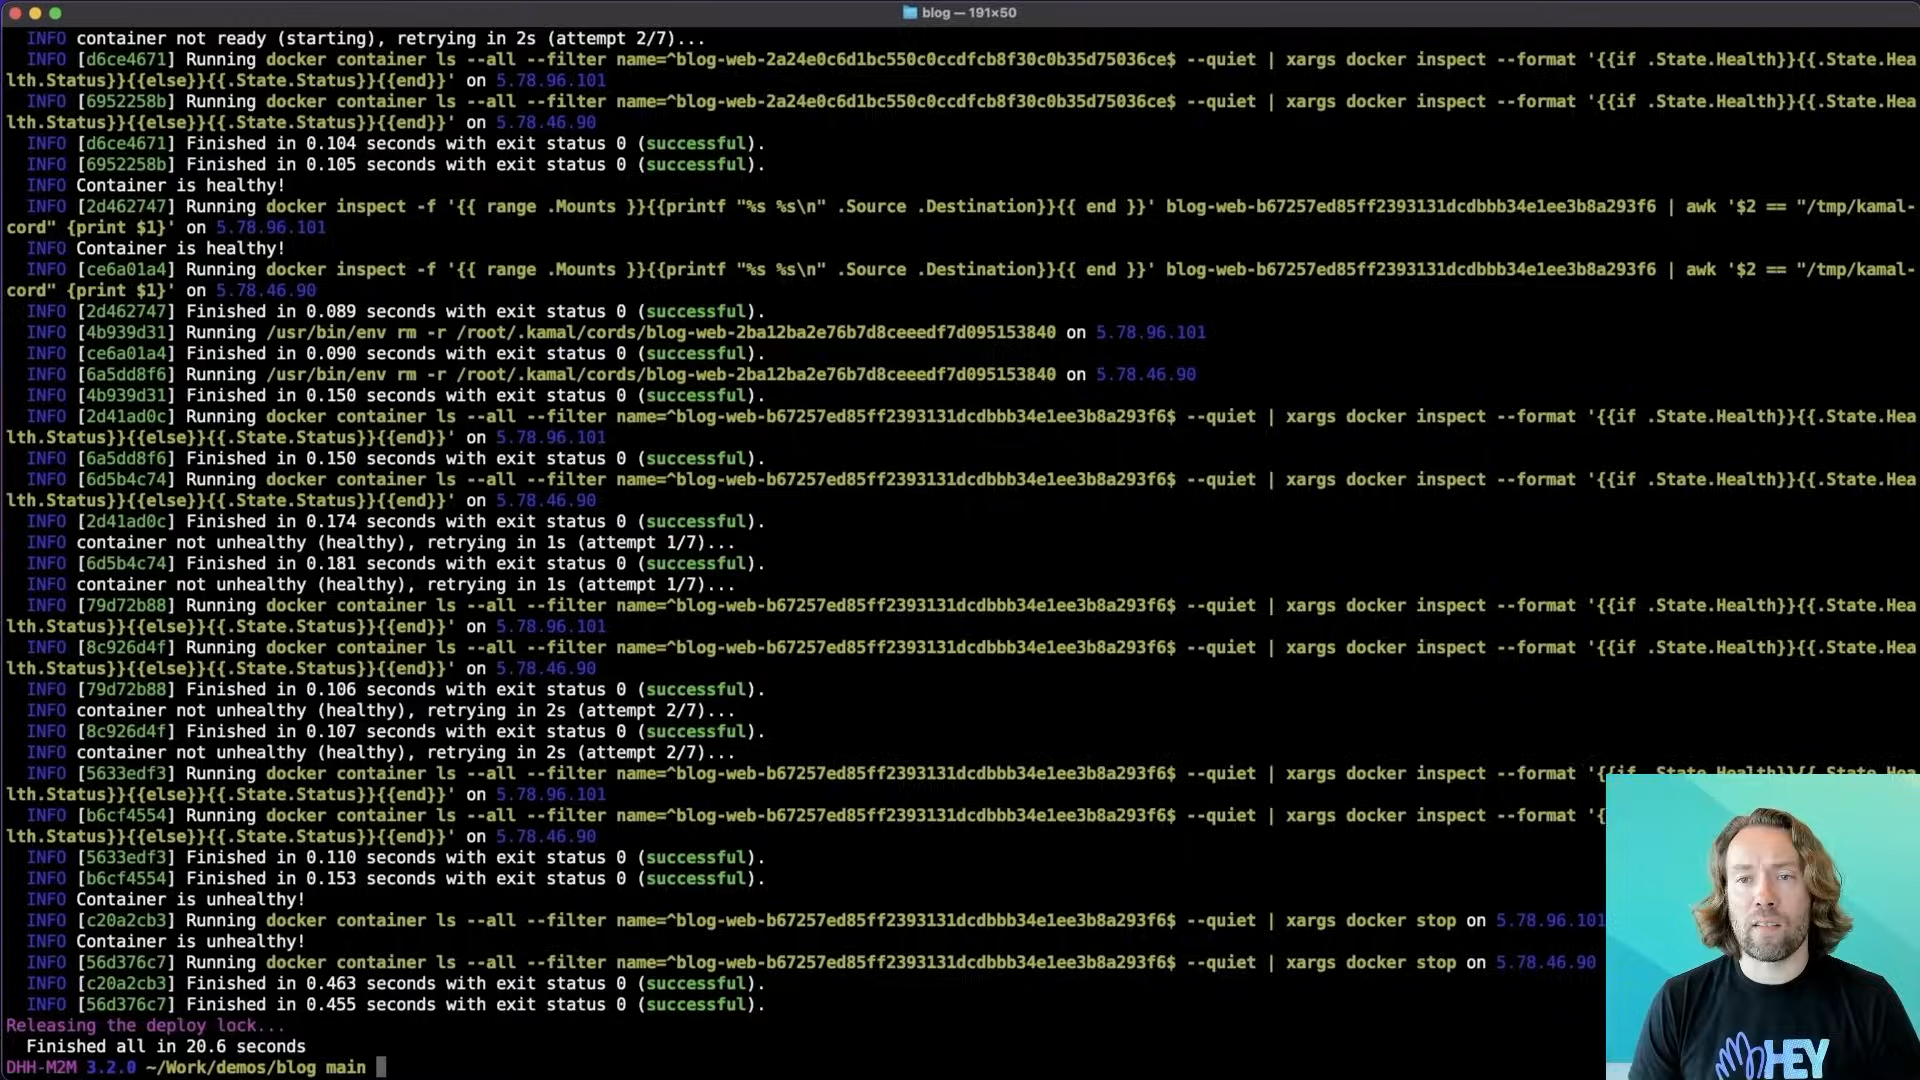 blog — 191×50
INFO container not ready (starting), retrying in 2s (attempt 2/7)...
INFO [d6ce4671] Running docker container ls --all --filter name=^blog-web-2a24e0c6d1bc550c0ccdfcb8f30c0b35d75036ce$ --quiet | xargs docker inspect --format '{{if .State.Health}}{{.State.Hea
lth.Status}}{{else}}{{.State.Status}}{{end}}' on 5.78.96.101
INFO [6952258b] Running docker container ls --all --filter name=^blog-web-2a24e0c6d1bc550c0ccdfcb8f30c0b35d75036ce$ --quiet | xargs docker inspect --format '{{if .State.Health}}{{.State.Hea
lth.Status}}{{else}}{{.State.Status}}{{end}}' on 5.78.46.90
INFO [d6ce4671] Finished in 0.104 seconds with exit status 0 (successful).
INFO [6952258b] Finished in 0.105 seconds with exit status 0 (successful).
INFO Container is healthy!
INFO [2d462747] Running docker inspect -f '{{ range .Mounts }}{{printf "%s %s\n" .Source .Destination}}{{ end }}' blog-web-b67257ed85ff2393131dcdbbb34e1ee3b8a293f6 | awk '$2 == "/tmp/kamal-
cord" {print $1}' on 5.78.96.101
INFO Container is healthy!
INFO [ce6a01a4] Running docker inspect -f '{{ range .Mounts }}{{printf "%s %s\n" .Source .Destination}}{{ end }}' blog-web-b67257ed85ff2393131dcdbbb34e1ee3b8a293f6 | awk '$2 == "/tmp/kamal-
cord" {print $1}' on 5.78.46.90
INFO [2d462747] Finished in 0.089 seconds with exit status 0 (successful).
INFO [4b939d31] Running /usr/bin/env rm -r /root/.kamal/cords/blog-web-2ba12ba2e76b7d8ceeedf7d095153840 on 5.78.96.101
INFO [ce6a01a4] Finished in 0.090 seconds with exit status 0 (successful).
INFO [6a5dd8f6] Running /usr/bin/env rm -r /root/.kamal/cords/blog-web-2ba12ba2e76b7d8ceeedf7d095153840 on 5.78.46.90
INFO [4b939d31] Finished in 0.150 seconds with exit status 0 (successful).
INFO [2d41ad0c] Running docker container ls --all --filter name=^blog-web-b67257ed85ff2393131dcdbbb34e1ee3b8a293f6$ --quiet | xargs docker inspect --format '{{if .State.Health}}{{.State.Hea
lth.Status}}{{else}}{{.State.Status}}{{end}}' on 5.78.96.101
INFO [6a5dd8f6] Finished in 0.150 seconds with exit status 0 (successful).
INFO [6d5b4c74] Running docker container ls --all --filter name=^blog-web-b67257ed85ff2393131dcdbbb34e1ee3b8a293f6$ --quiet | xargs docker inspect --format '{{if .State.Health}}{{.State.Hea
lth.Status}}{{else}}{{.State.Status}}{{end}}' on 5.78.46.90
INFO [2d41ad0c] Finished in 0.174 seconds with exit status 0 (successful).
INFO container not unhealthy (healthy), retrying in 1s (attempt 1/7)...
INFO [6d5b4c74] Finished in 0.181 seconds with exit status 0 (successful).
INFO container not unhealthy (healthy), retrying in 1s (attempt 1/7)...
INFO [79d72b88] Running docker container ls --all --filter name=^blog-web-b67257ed85ff2393131dcdbbb34e1ee3b8a293f6$ --quiet | xargs docker inspect --format '{{if .State.Health}}{{.State.Hea
lth.Status}}{{else}}{{.State.Status}}{{end}}' on 5.78.96.101
INFO [8c926d4f] Running docker container ls --all --filter name=^blog-web-b67257ed85ff2393131dcdbbb34e1ee3b8a293f6$ --quiet | xargs docker inspect --format '{{if .State.Health}}{{.State.Hea
lth.Status}}{{else}}{{.State.Status}}{{end}}' on 5.78.46.90
INFO [79d72b88] Finished in 0.106 seconds with exit status 0 (successful).
INFO container not unhealthy (healthy), retrying in 2s (attempt 2/7)...
INFO [8c926d4f] Finished in 0.107 seconds with exit status 0 (successful).
INFO container not unhealthy (healthy), retrying in 2s (attempt 2/7)...
INFO [5633edf3] Running docker container ls --all --filter name=^blog-web-b67257ed85ff2393131dcdbbb34e1ee3b8a293f6$ --quiet | xargs docker inspect --format '{{if .State.Health}}{{.State.Hea
lth.Status}}{{else}}{{.State.Status}}{{end}}' on 5.78.96.101
INFO [b6cf4554] Running docker container ls --all --filter name=^blog-web-b67257ed85ff2393131dcdbbb34e1ee3b8a293f6$ --quiet | xargs docker inspect --format '{
lth.Status}}{{else}}{{.State.Status}}{{end}}' on 5.78.46.90
INFO [5633edf3] Finished in 0.110 seconds with exit status 0 (successful).
INFO [b6cf4554] Finished in 0.153 seconds with exit status 0 (successful).
INFO Container is unhealthy!
INFO [c20a2cb3] Running docker container ls --all --filter name=^blog-web-b67257ed85ff2393131dcdbbb34e1ee3b8a293f6$ --quiet | xargs docker stop on 5.78.96.101
INFO Container is unhealthy!
INFO [56d376c7] Running docker container ls --all --filter name=^blog-web-b67257ed85ff2393131dcdbbb34e1ee3b8a293f6$ --quiet | xargs docker stop on 5.78.46.90
INFO [c20a2cb3] Finished in 0.463 seconds with exit status 0 (successful).
INFO [56d376c7] Finished in 0.455 seconds with exit status 0 (successful).
Releasing the deploy lock...
Finished all in 20.6 seconds
DHH-M2M 3.2.0 ~/Work/demos/blog main
HEY